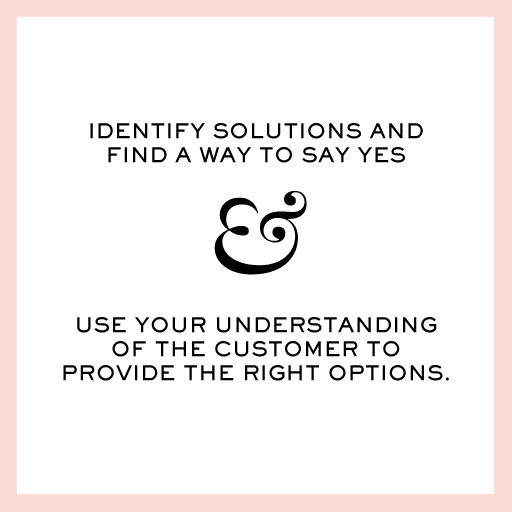 IDENTIFY SOLUTIONS AND
FIND A WAY TO SAY YES
&
USE YOUR UNDERSTANDING
OF THE CUSTOMER TO
PROVIDE THE RIGHT OPTIONS.